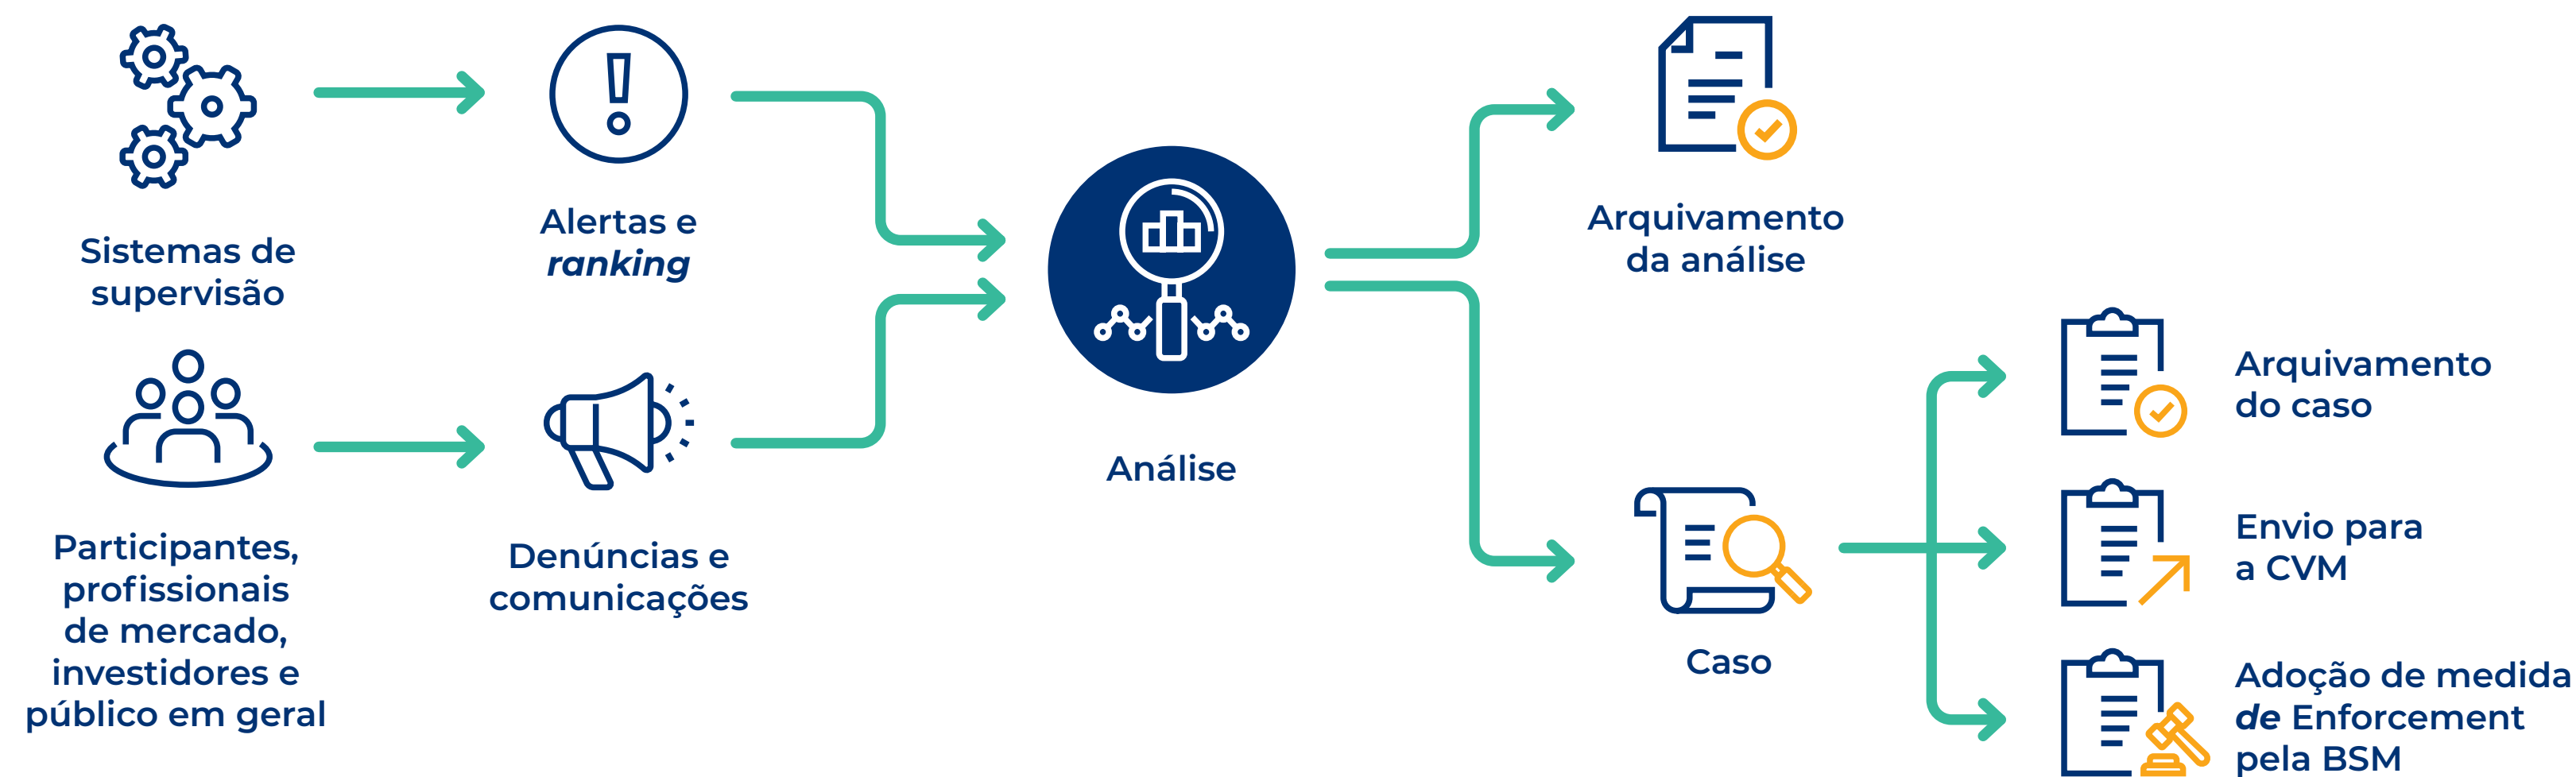 Sistemas de
supervisão
Alertas e
ranking
Participantes,
profissionais
de mercado,
investidores e
público em geral
Denúncias e
comunicações
Análise
Arquivamento
da análise
Caso
Arquivamento
do caso
Envio para
a CVM
Adoção de medida
de Enforcement
pela BSM